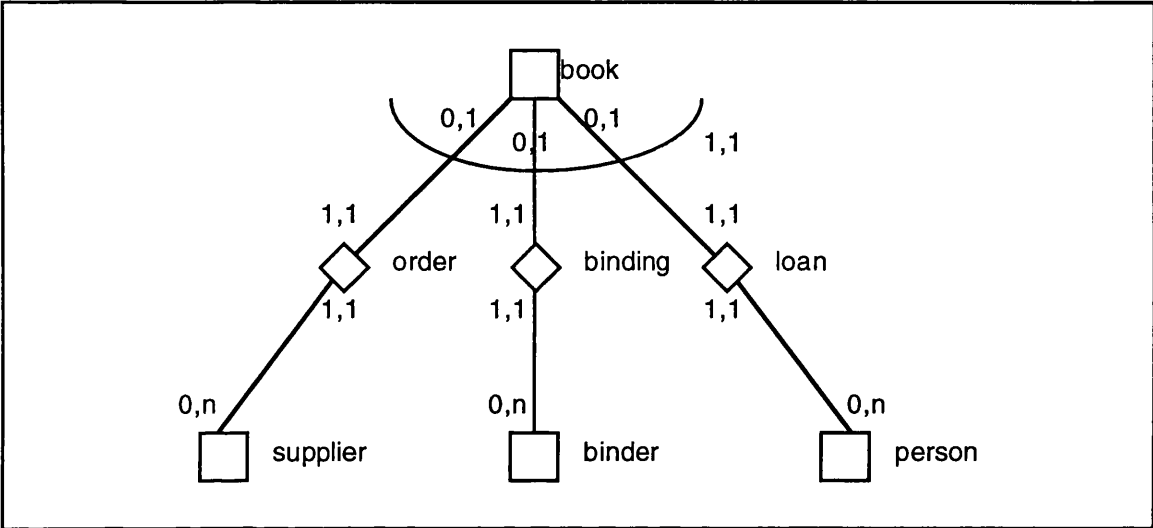 book
0,1 0,1 0,1
1,1
1,1 1,1 1,1
order binding loan
1,1 1,1 1,1
0,n 0,n 0,n
supplier binder person